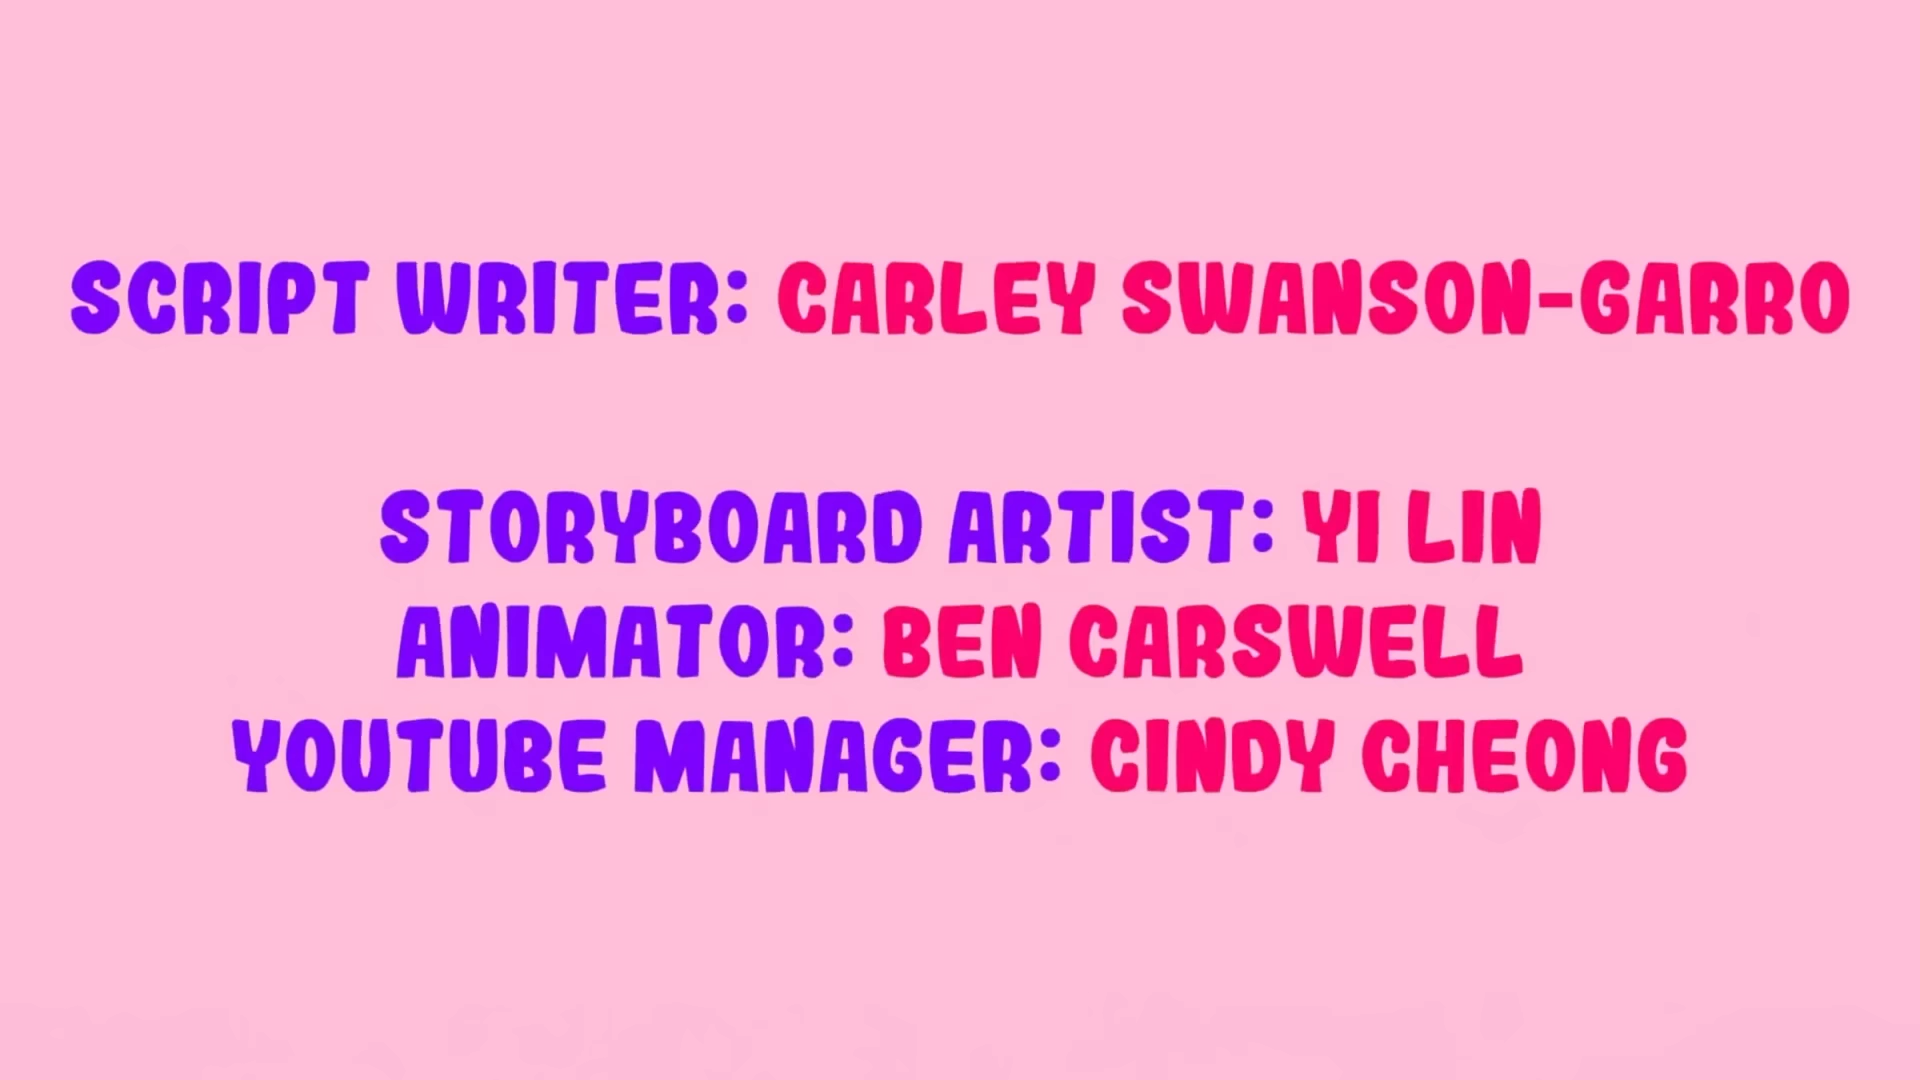 SCRIPT WRITER: CARLEY SWANSON-GARRO
STORYBOARD ARTIST: YI LIN
ANIMATOR: BEN CARSWELL
YOUTUBE MANAGER: CINDY CHEONG